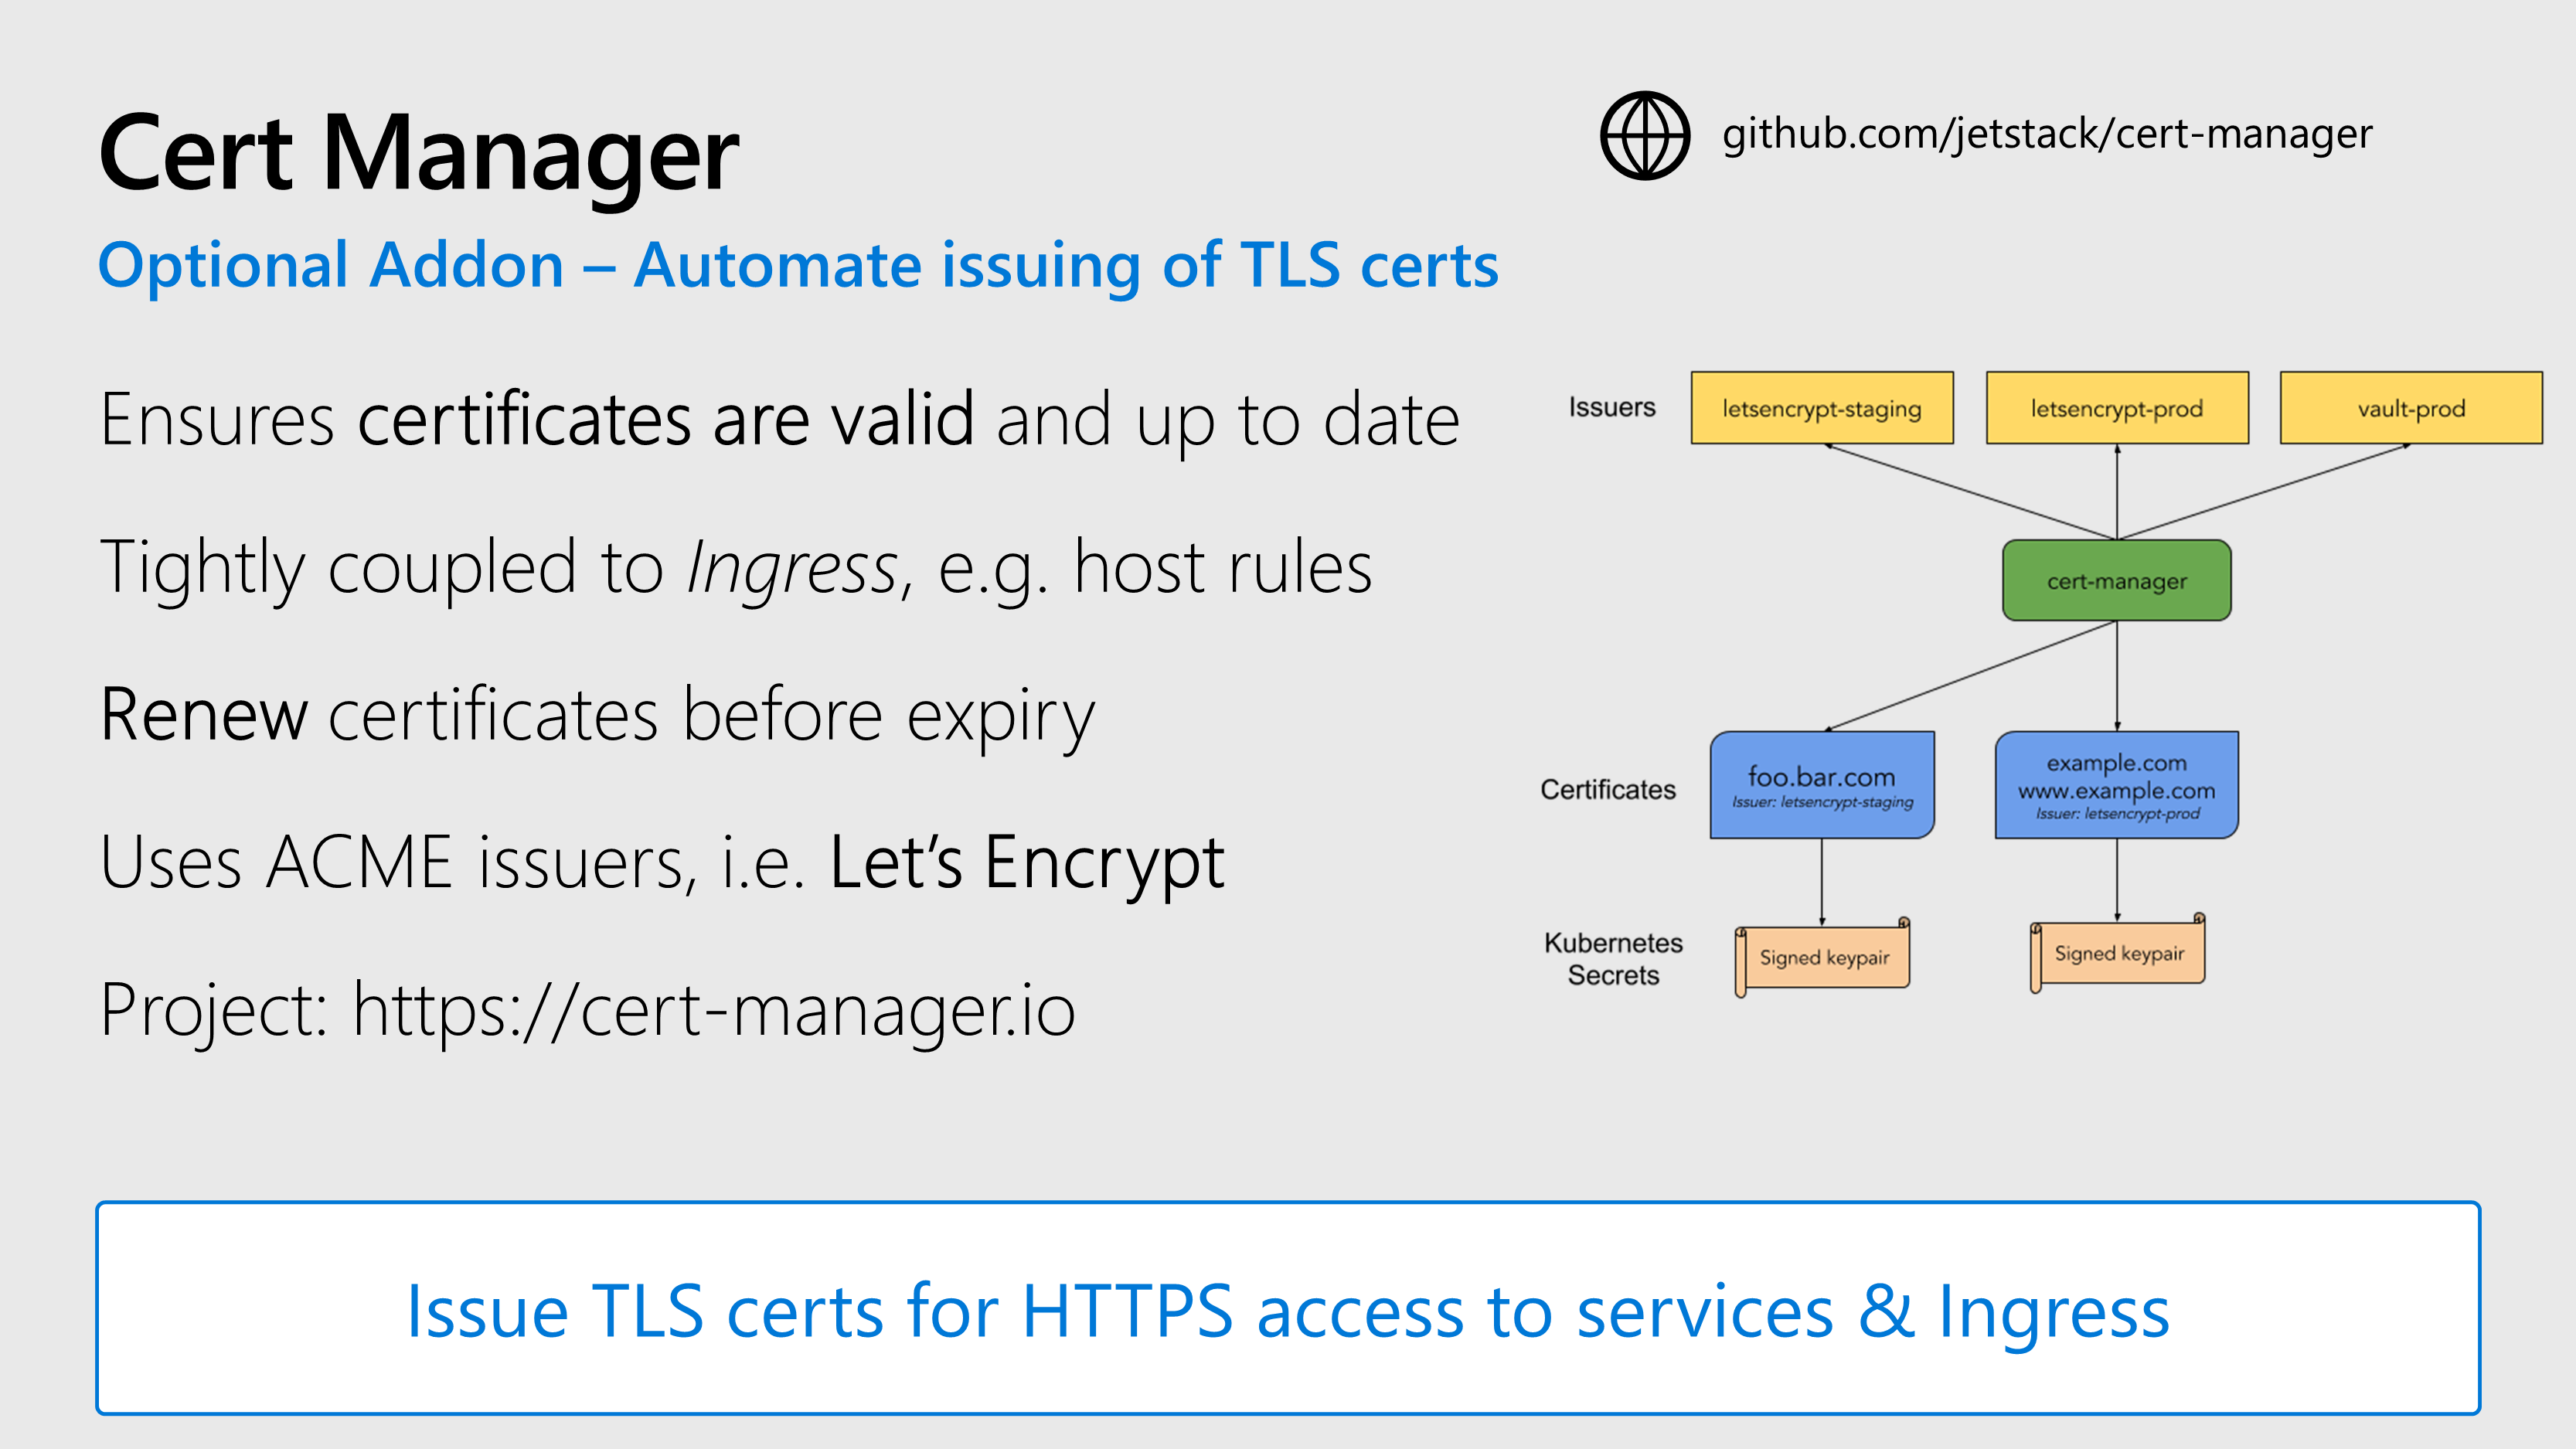 Cert Manager
github.com/jetstack/cert-manager
Optional Addon – Automate issuing of TLS certs
Ensures certificates are valid and up to date
Tightly coupled to Ingress, e.g. host rules
Renew certificates before expiry
Uses ACME issuers, i.e. Let’s Encrypt
Project: https://cert-manager.io
Issuers
letsencrypt-staging
letsencrypt-prod
vault-prod
cert-manager
Certificates
foo.bar.com
Issuer: letsencrypt-staging
example.com
www.example.com
Issuer: letsencrypt-prod
Kubernetes
Secrets
Signed keypair
Signed keypair
Issue TLS certs for HTTPS access to services & Ingress